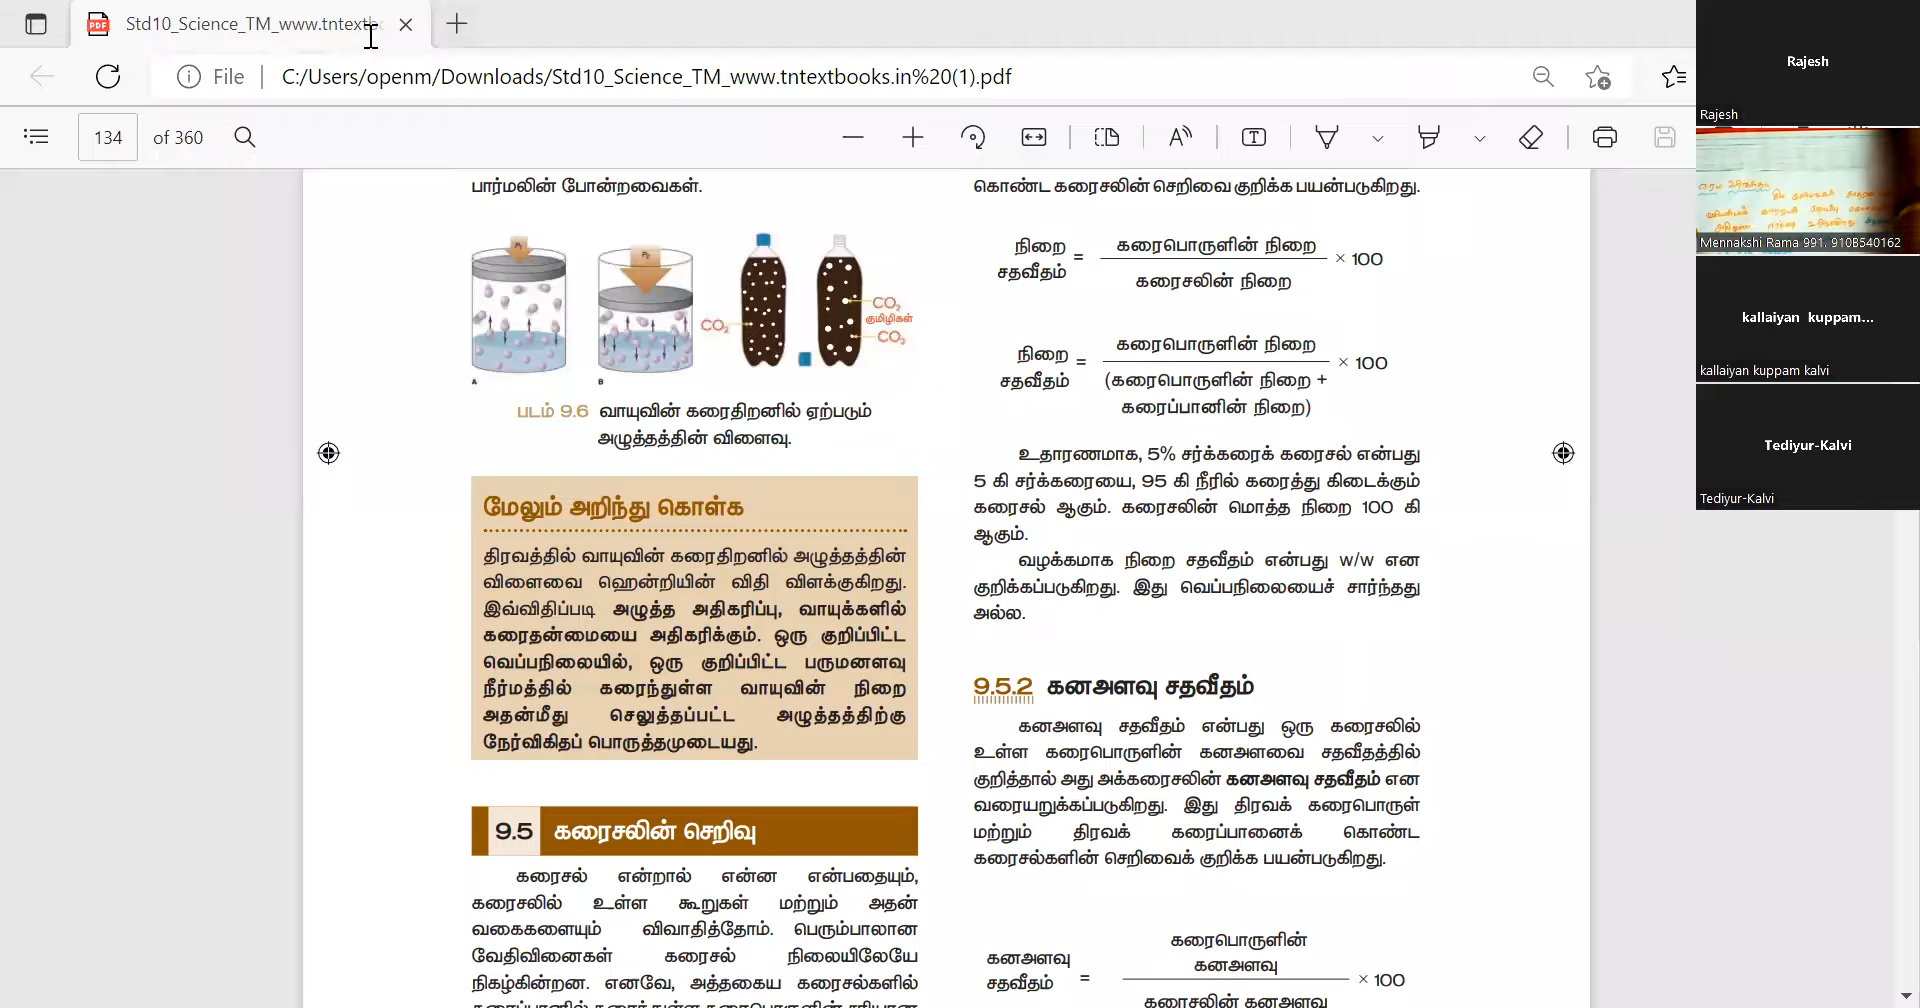 Std10_Science_TM_www.tntextb
File
C:/Users/openm/Downloads/Std10_Science_TM_www.tntextbooks.in%20(1).pdf
134 of 360
பார்மலின் போன்றவைகள்.
P₁
P₂
A
B
CO₂
CO₂
குமிழிகள்
CO₂
படம் 9.6 வாயுவின் கரைதிறனில் ஏற்படும்
அழுத்தத்தின் விளைவு.
மேலும் அறிந்து கொள்க
திரவத்தில் வாயுவின் கரைதிறனில் அழுத்தத்தின்
விளைவை ஹென்றியின் விதி விளக்குகிறது.
இவ்விதிப்படி அழுத்த அதிகரிப்பு, வாயுக்களில்
கரைதன்மையை அதிகரிக்கும். ஒரு குறிப்பிட்ட
வெப்பநிலையில், ஒரு குறிப்பிட்ட பருமனளவு
நீர்மத்தில் கரைந்துள்ள வாயுவின் நிறை
அதன்மீது செலுத்தப்பட்ட அழுத்தத்திற்கு
நேர்விகிதப் பொருத்தமுடையது.
9.5 கரைசலின் செறிவு
கரைசல் என்றால் என்ன என்பதையும்,
கரைசலில் உள்ள கூறுகள் மற்றும் அதன்
வகைகளையும் விவாதித்தோம். பெரும்பாலான
வேதிவினைகள் கரைசல் நிலையிலேயே
நிகழ்கின்றன. எனவே, அத்தகைய கரைசல்களில்
கொண்ட கரைசலின் செறிவை குறிக்க பயன்படுகிறது.
நிறை சதவீதம் = கரைபொருளின் நிறை × 100
கரைசலின் நிறை
நிறை சதவீதம் = கரைபொருளின் நிறை × 100
(கரைபொருளின் நிறை +
கரைப்பானின் நிறை)
உதாரணமாக, 5% சர்க்கரைக் கரைசல் என்பது
5 கி சர்க்கரையை, 95 கி நீரில் கரைத்து கிடைக்கும்
கரைசல் ஆகும். கரைசலின் மொத்த நிறை 100 கி
ஆகும்.
வழக்கமாக நிறை சதவீதம் என்பது w/w என
குறிக்கப்படுகிறது. இது வெப்பநிலையைச் சார்ந்தது
அல்ல.
9.5.2 கனஅளவு சதவீதம்
கனஅளவு சதவீதம் என்பது ஒரு கரைசலில்
உள்ள கரைபொருளின் கனஅளவை சதவீதத்தில்
குறித்தால் அது அக்கரைசலின் கனஅளவு சதவீதம் என
வரையறுக்கப்படுகிறது. இது திரவக் கரைபொருள்
மற்றும் திரவக் கரைப்பானைக் கொண்ட
கரைசல்களின் செறிவைக் குறிக்க பயன்படுகிறது.
கனஅளவு சதவீதம் = கரைபொருளின் கனஅளவு × 100
கரைசலின் கனஅளவு
Rajesh
Rajesh
Mennakshi Rama 991. 910B540162
kallaiyan kuppam...
kallaiyan kuppam kalvi
Tediyur-Kalvi
Tediyur-Kalvi